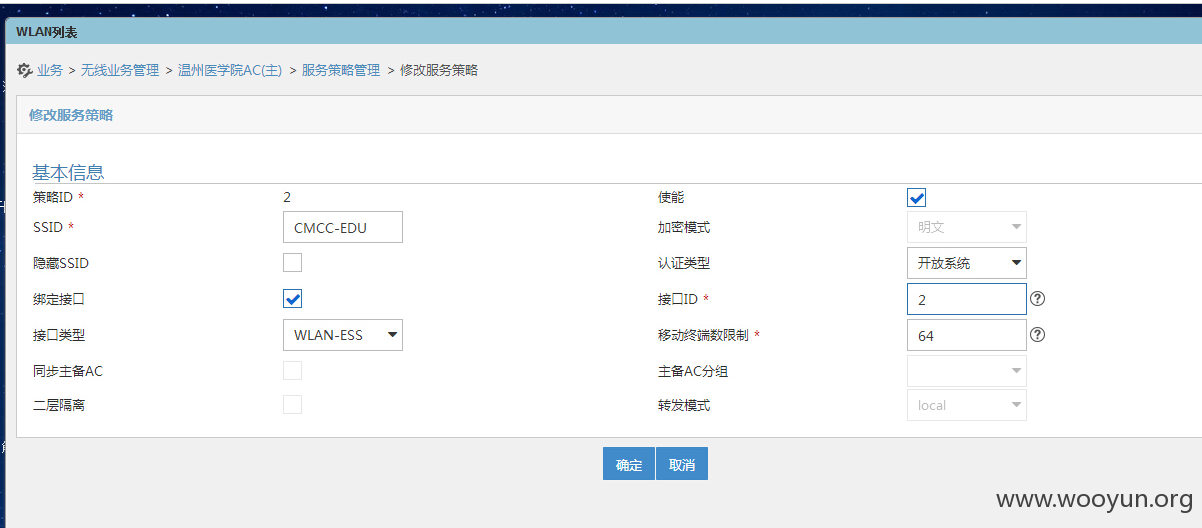 WLAN列表
业务 > 无线业务管理 > 温州医学院AC(主) > 服务策略管理 > 修改服务策略
修改服务策略
基本信息
策略ID * 2 使能
SSID * CMCC-EDU 加密模式 明文
隐藏SSID 认证类型 开放系统
绑定接口 接口ID * 2 ?
接口类型 WLAN-ESS 移动终端数限制 * 64 ?
同步主备AC 主备AC分组
二层隔离 转发模式 local
确定 取消
www.wooyun.org